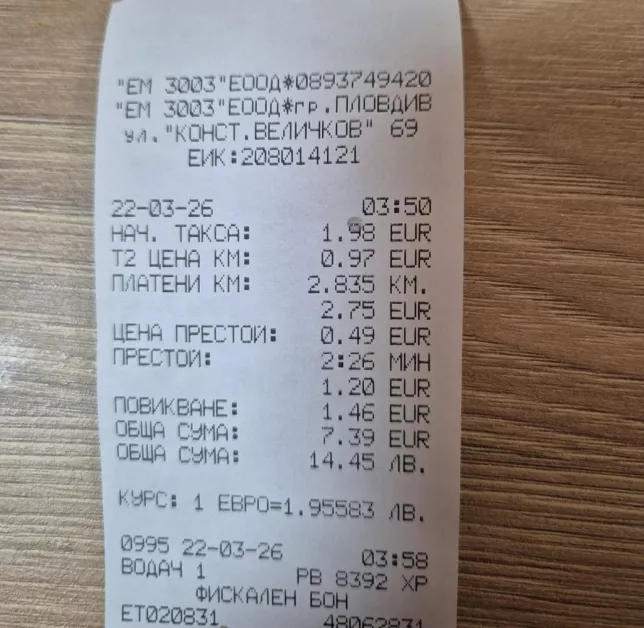 "ЕМ 3003"ЕООД*0893749420
"ЕМ 3003"ЕООД*гр.ПЛОВДИВ
ул."КОНСТ.ВЕЛИЧКОВ" 69
ЕИК:208014121
22-03-26 03:50
НАЧ. ТАКСА: 1.98 EUR
Т2 ЦЕНА КМ: 0.97 EUR
ПЛАТЕНИ КМ: 2.835 КМ.
2.75 EUR
ЦЕНА ПРЕСТОЙ: 0.49 EUR
ПРЕСТОЙ: 2:26 МИН
1.20 EUR
ПОВИКВАНЕ: 1.46 EUR
ОБЩА СУМА: 7.39 EUR
ОБЩА СУМА: 14.45 ЛВ.
КУРС: 1 ЕВРО=1.95583 ЛВ.
0995 22-03-26 03:58
ВОДАЧ 1 РВ 8392 ХР
ФИСКАЛЕН БОН
ET020831 48062831